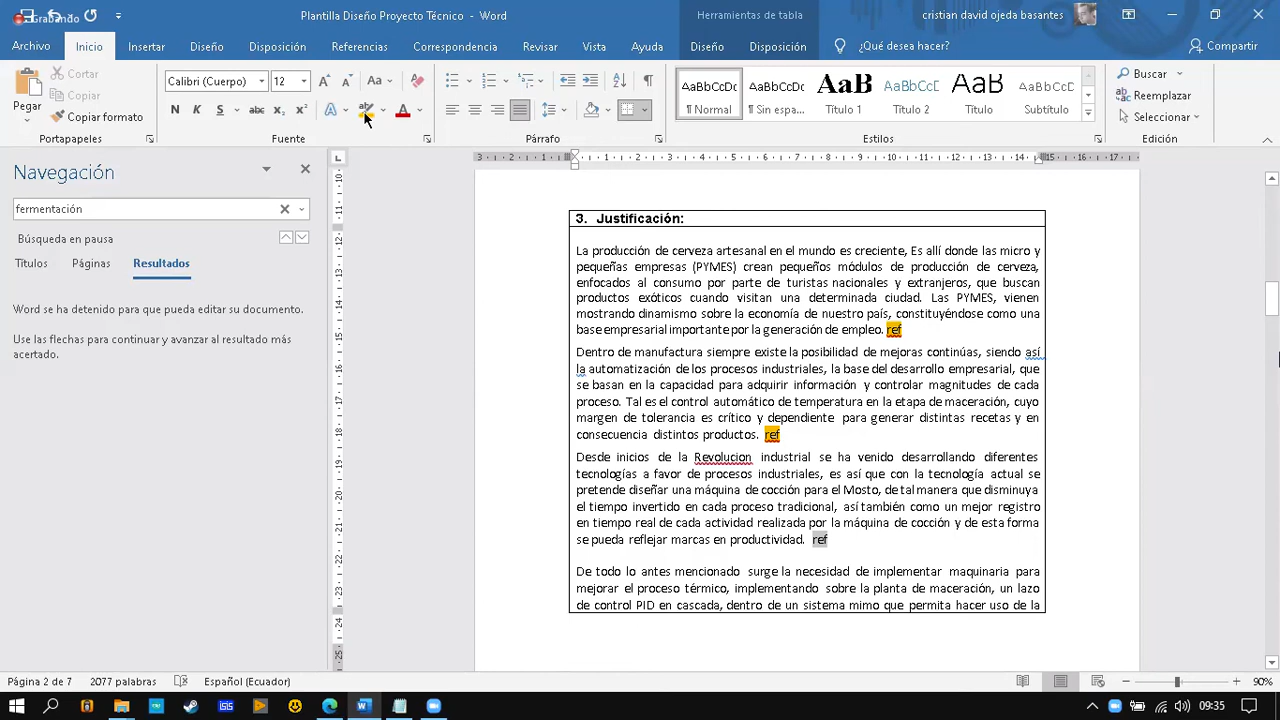 Grabando
Plantilla Diseño Proyecto Técnico - Word
Herramientas de tabla
cristian david ojeda basantes
Archivo
Inicio
Insertar
Diseño
Disposición
Referencias
Correspondencia
Revisar
Vista
Ayuda
Diseño
Disposición
¿Qué desea hacer?
Compartir
Pegar
Cortar
Copiar
Copiar formato
Portapapeles
Calibri (Cuerpo)
12
Fuente
Párrafo
AaBbCcDc
¶ Normal
AaBbCcDc
¶ Sin espa...
AaB
Título 1
AaBbCcD
Título 2
AaBbCcD
Título
AaBbCcD
Subtítulo
Estilos
Buscar
Reemplazar
Seleccionar
Edición
Navegación
fermentación
Búsqueda en pausa
Títulos
Páginas
Resultados
Word se ha detenido para que pueda editar su documento.
Use las flechas para continuar y avanzar al resultado más
acertado.
3. Justificación:
La producción de cerveza artesanal en el mundo es creciente, Es allí donde las micro y
pequeñas empresas (PYMES) crean pequeños módulos de producción de cerveza,
enfocados al consumo por parte de turistas nacionales y extranjeros, que buscan
productos exóticos cuando visitan una determinada ciudad. Las PYMES, vienen
mostrando dinamismo sobre la economía de nuestro país, constituyéndose como una
base empresarial importante por la generación de empleo. ref
Dentro de manufactura siempre existe la posibilidad de mejoras continúas, siendo así
la automatización de los procesos industriales, la base del desarrollo empresarial, que
se basan en la capacidad para adquirir información y controlar magnitudes de cada
proceso. Tal es el control automático de temperatura en la etapa de maceración, cuyo
margen de tolerancia es crítico y dependiente para generar distintas recetas y en
consecuencia distintos productos. ref
Desde inicios de la Revolucion industrial se ha venido desarrollando diferentes
tecnologías a favor de procesos industriales, es así que con la tecnología actual se
pretende diseñar una máquina de cocción para el Mosto, de tal manera que disminuya
el tiempo invertido en cada proceso tradicional, así también como un mejor registro
en tiempo real de cada actividad realizada por la máquina de cocción y de esta forma
se pueda reflejar marcas en productividad. ref
De todo lo antes mencionado surge la necesidad de implementar maquinaria para
mejorar el proceso térmico, implementando sobre la planta de maceración, un lazo
de control PID en cascada, dentro de un sistema mimo que permita hacer uso de la
Página 2 de 7
2077 palabras
Español (Ecuador)
90%
09:35